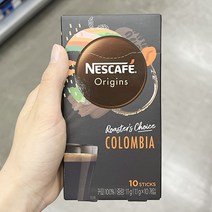 NESCAFÉ
Origins
Roaster's Choice
COLOMBIA
10 STICKS